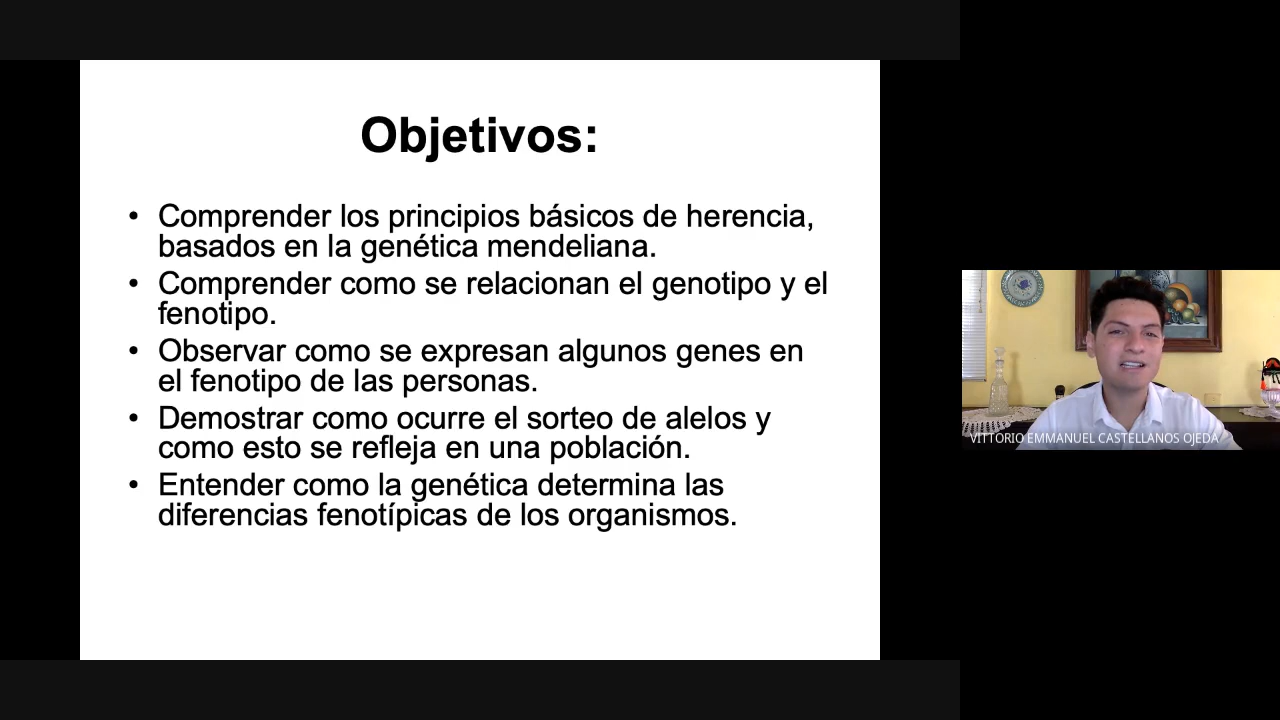 Objetivos:
• Comprender los principios básicos de herencia,
basados en la genética mendeliana.
• Comprender como se relacionan el genotipo y el
fenotipo.
• Observar como se expresan algunos genes en
el fenotipo de las personas.
• Demostrar como ocurre el sorteo de alelos y
como esto se refleja en una población.
• Entender como la genética determina las
diferencias fenotípicas de los organismos.
VITTORIO EMMANUEL CASTELLANOS OJEDA